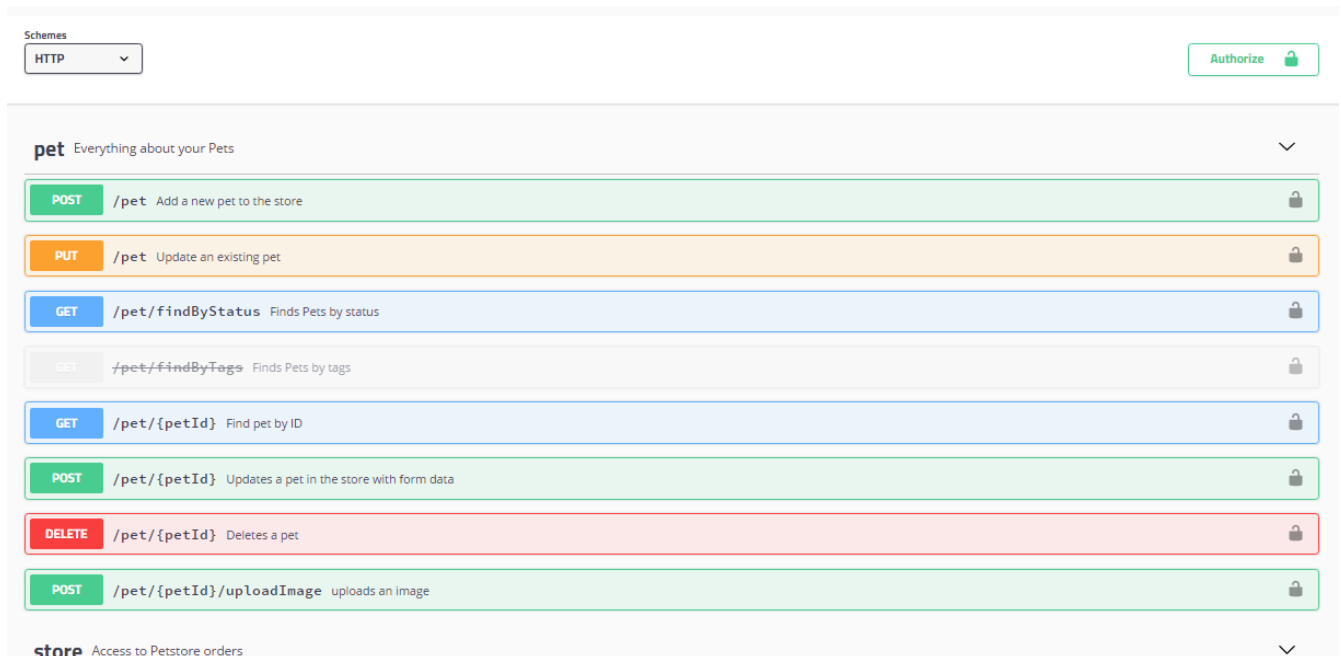 Schemes
HTTP
Authorize
pet Everything about your Pets
POST /pet Add a new pet to the store
PUT /pet Update an existing pet
GET /pet/findByStatus Finds Pets by status
GET /pet/findByTags Finds Pets by tags
GET /pet/{petId} Find pet by ID
POST /pet/{petId} Updates a pet in the store with form data
DELETE /pet/{petId} Deletes a pet
POST /pet/{petId}/uploadImage uploads an image
store Access to Petstore orders